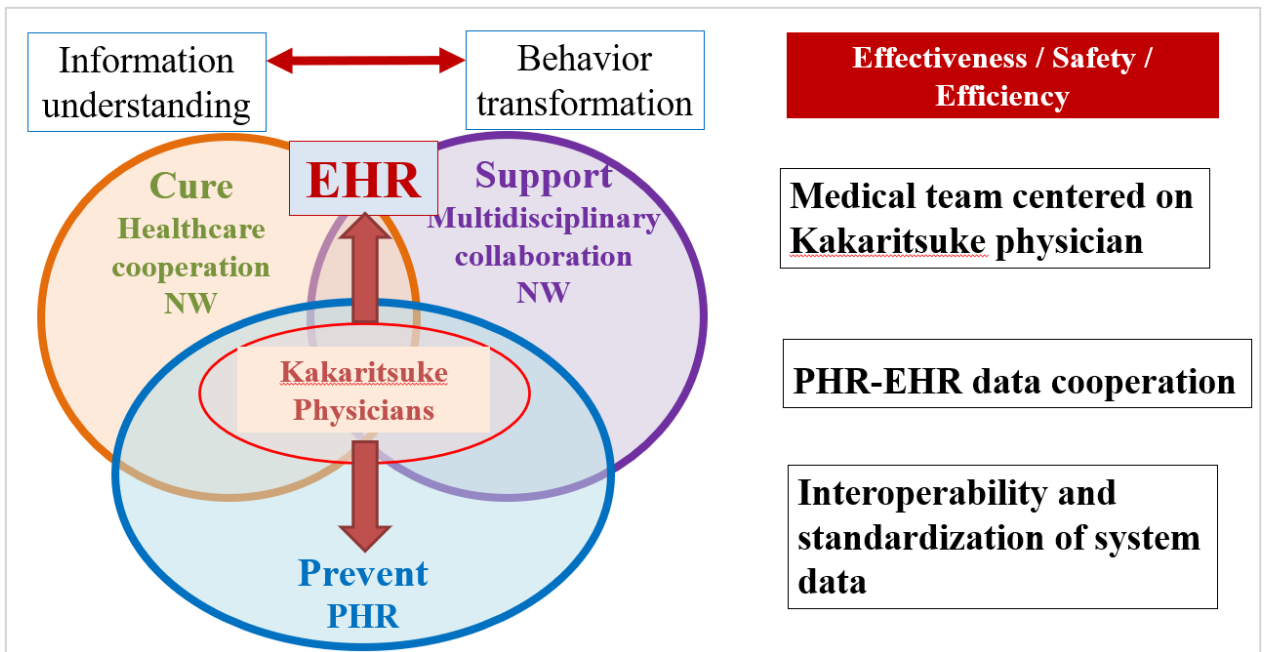 Information
understanding
Behavior
transformation
Effectiveness / Safety /
Efficiency
EHR
Cure
Healthcare
cooperation
NW
Support
Multidisciplinary
collaboration
NW
Kakaritsuke
Physicians
Prevent
PHR
Medical team centered on
Kakaritsuke physician
PHR-EHR data cooperation
Interoperability and
standardization of system
data